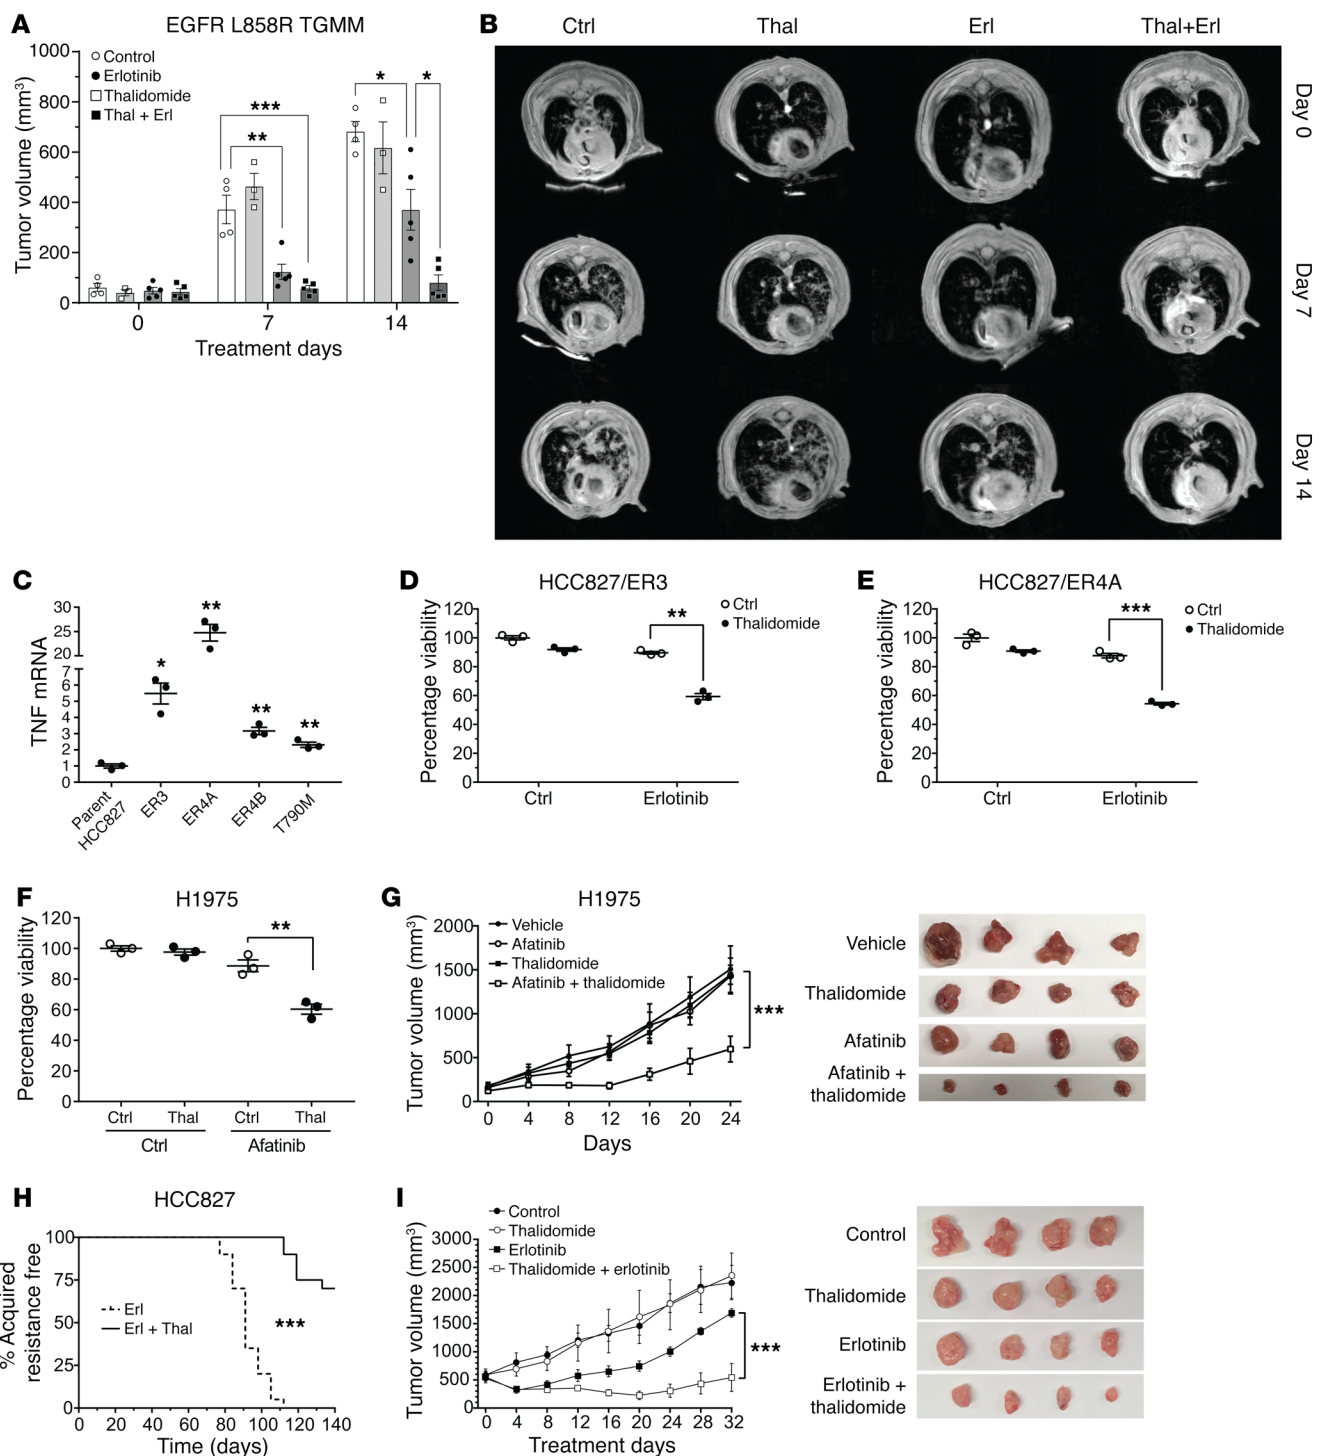 A
EGFR L858R TGMM
Tumor volume (mm³)
1000
800
600
400
200
0
Control
Erlotinib
Thalidomide
Thal + Erl
***
**
*
*
0
7
14
Treatment days
B
Ctrl
Thal
Erl
Thal+Erl
Day 0
Day 7
Day 14
C
TNF mRNA
30
25
20
7
6
5
4
3
2
1
0
*
**
**
**
Parent
HCC827
ER3
ER4A
ER4B
T790M
D
HCC827/ER3
Percentage viability
120
100
80
60
40
20
0
**
Ctrl
Thalidomide
Ctrl
Erlotinib
E
HCC827/ER4A
Percentage viability
120
100
80
60
40
20
0
***
Ctrl
Thalidomide
Ctrl
Erlotinib
F
H1975
Percentage viability
120
100
80
60
40
20
0
**
Ctrl
Thal
Ctrl
Thal
Ctrl
Afatinib
G
H1975
Tumor volume (mm³)
2000
1500
1000
500
0
Vehicle
Afatinib
Thalidomide
Afatinib + thalidomide
***
0 4 8 12 16 20 24
Days
Vehicle
Thalidomide
Afatinib
Afatinib +
thalidomide
H
HCC827
% Acquired
resistance free
100
75
50
25
0
Erl
Erl + Thal
***
0 20 40 60 80 100 120 140
Time (days)
I
Tumor volume (mm³)
3000
2500
2000
1500
1000
500
0
Control
Thalidomide
Erlotinib
Thalidomide + erlotinib
***
0 4 8 12 16 20 24 28 32
Treatment days
Control
Thalidomide
Erlotinib
Erlotinib +
thalidomide